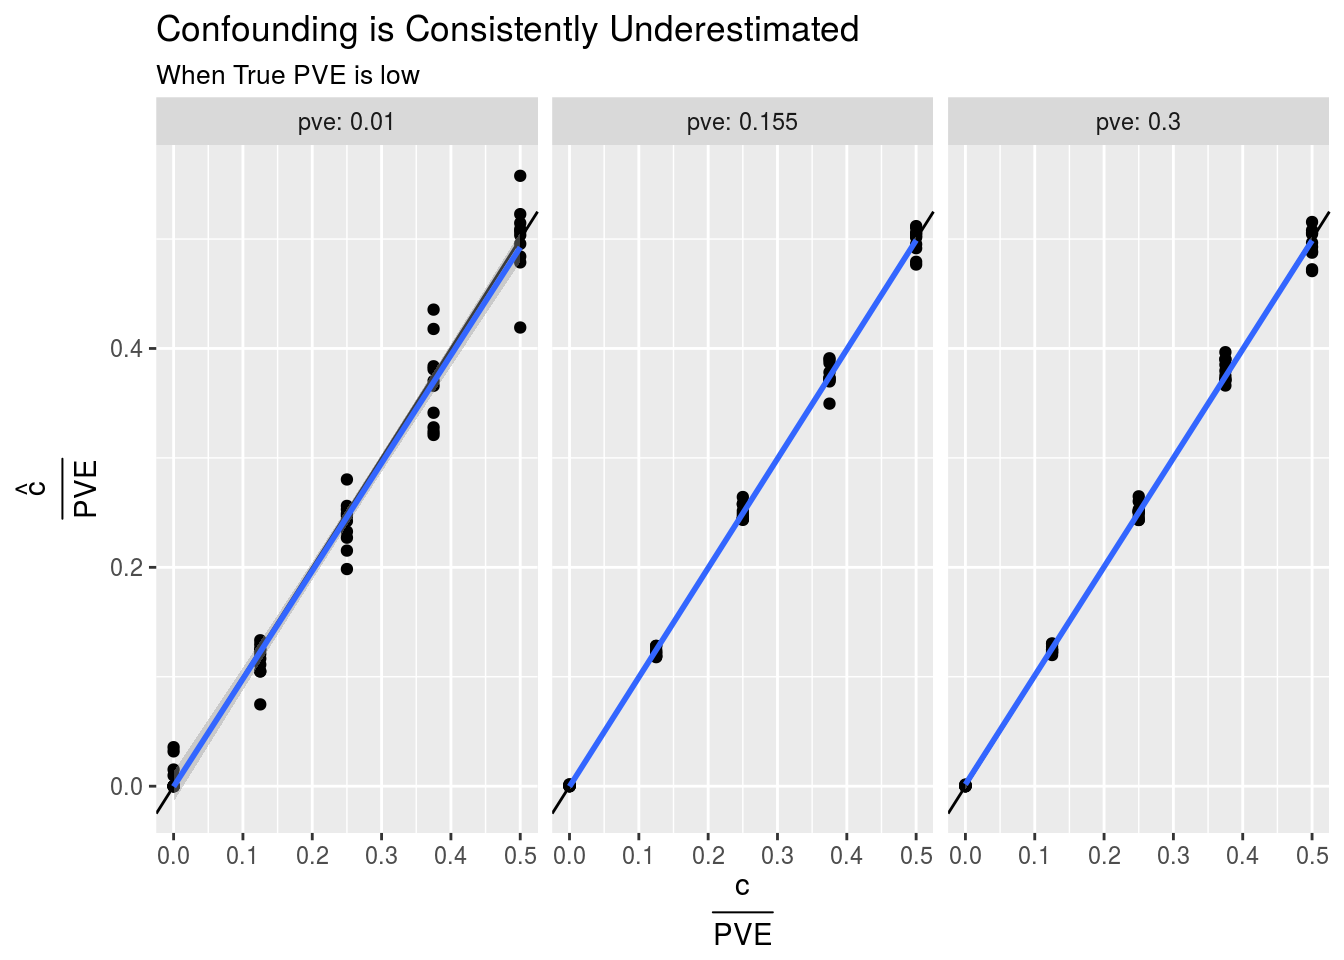 Confounding is Consistently Underestimated
When True PVE is low
pve: 0.01
pve: 0.155
pve: 0.3
0.4
0.2
0.0
ĉ
PVE
0.0 0.1 0.2 0.3 0.4 0.5
0.0 0.1 0.2 0.3 0.4 0.5
0.0 0.1 0.2 0.3 0.4 0.5
c
PVE